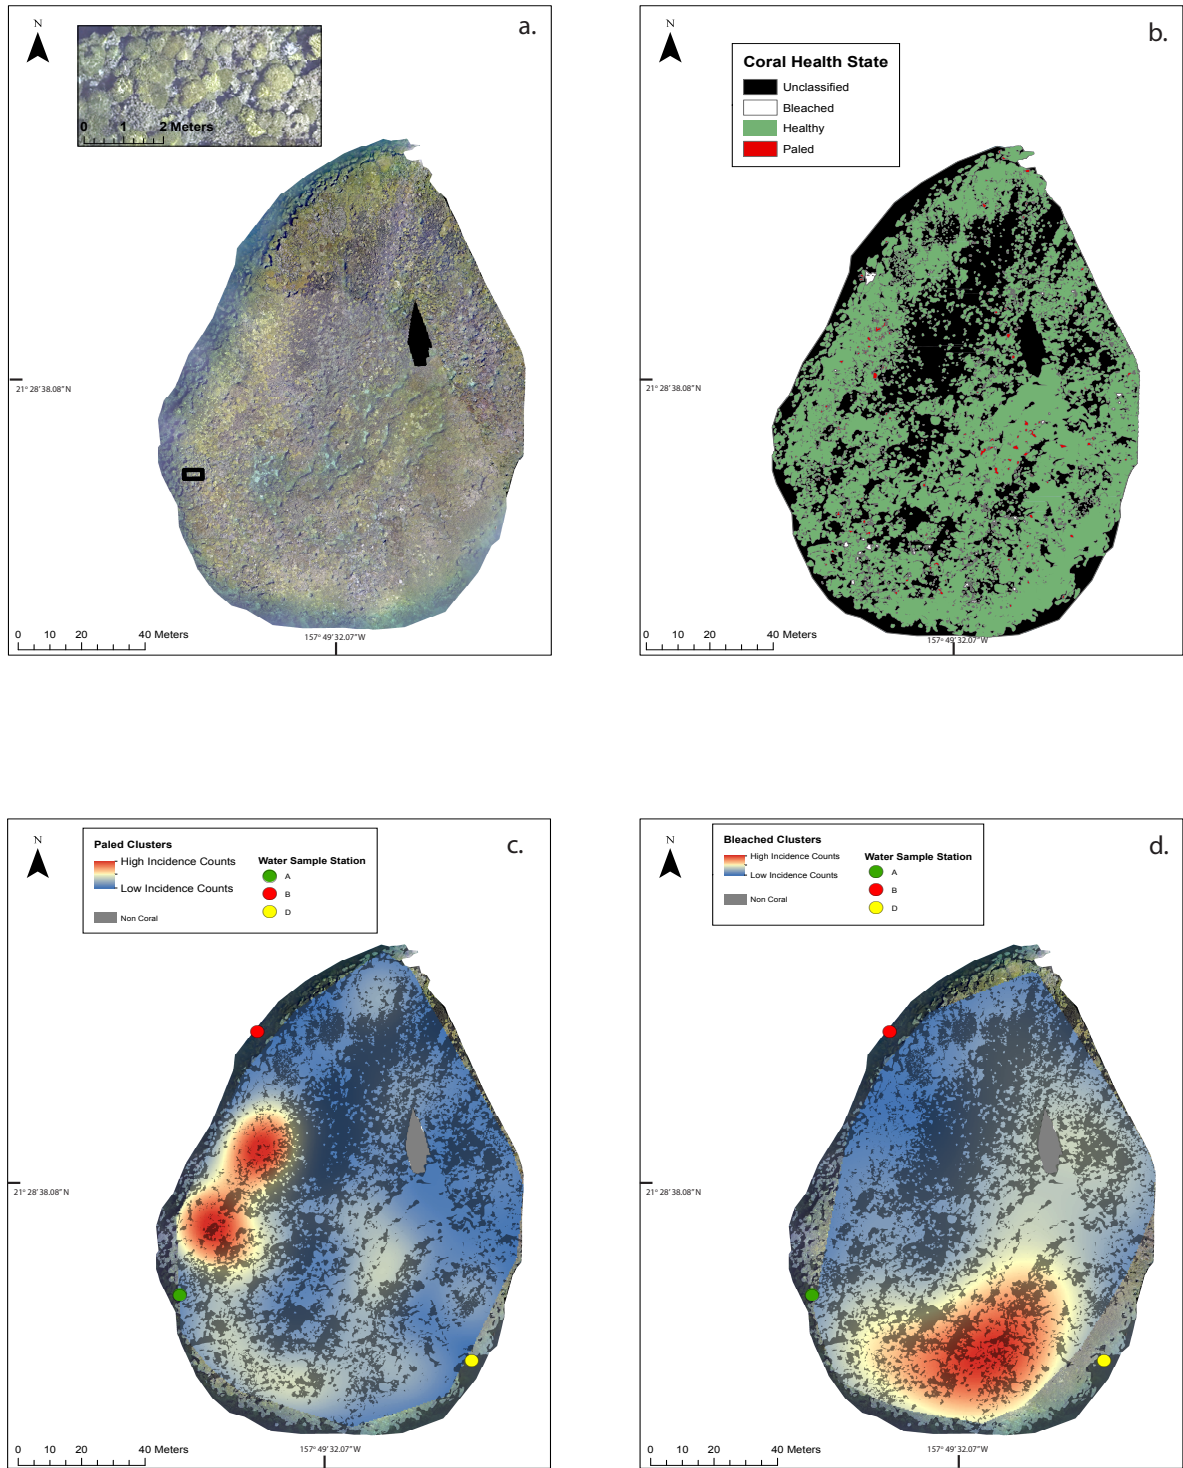 N
a.
0 1 2 Meters
21° 28'38.08"N
0 10 20 40 Meters
157° 49'32.07"W
N
b.
Coral Health State
Unclassified
Bleached
Healthy
Paled
21° 28'38.08"N
0 10 20 40 Meters
157° 49'32.07"W
N
c.
Paled Clusters
High Incidence Counts
Low Incidence Counts
Non Coral
Water Sample Station
A
B
D
21° 28'38.08"N
0 10 20 40 Meters
157° 49'32.07"W
N
d.
Bleached Clusters
High Incidence Counts
Low Incidence Counts
Non Coral
Water Sample Station
A
B
D
21° 28'38.08"N
0 10 20 40 Meters
157° 49'32.07"W